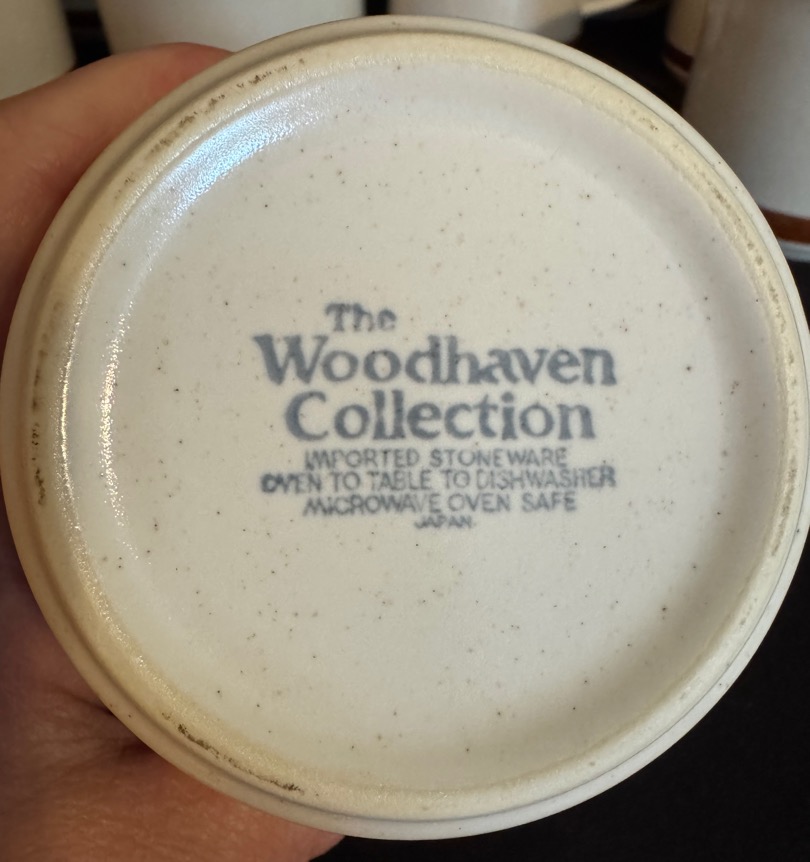 The
Woodhaven
Collection
IMPORTED STONEWARE
OVEN TO TABLE TO DISHWASHER
MICROWAVE OVEN SAFE
JAPAN